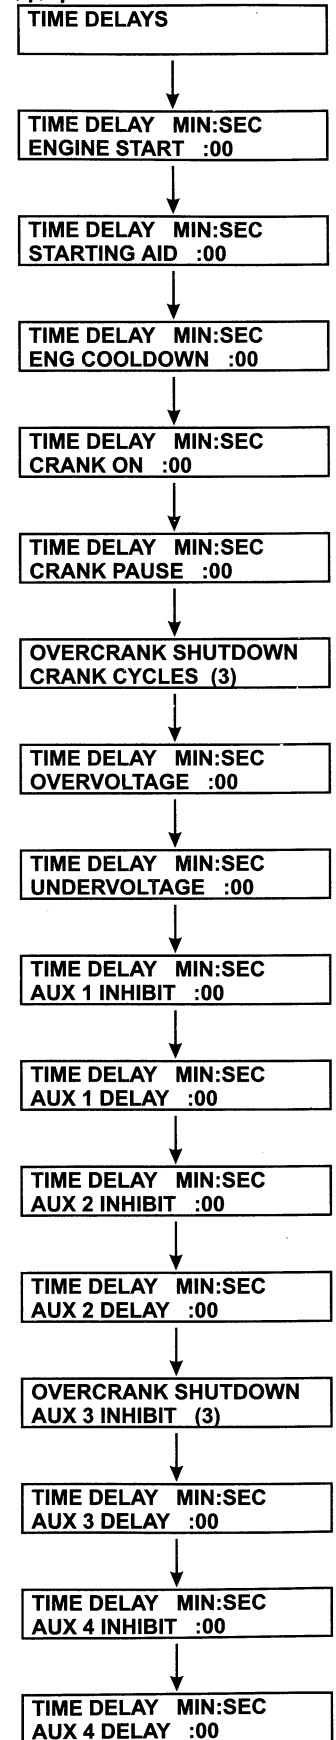 TIME DELAYS
TIME DELAY MIN:SEC
ENGINE START :00
TIME DELAY MIN:SEC
STARTING AID :00
TIME DELAY MIN:SEC
ENG COOLDOWN :00
TIME DELAY MIN:SEC
CRANK ON :00
TIME DELAY MIN:SEC
CRANK PAUSE :00
OVERCRANK SHUTDOWN
CRANK CYCLES (3)
TIME DELAY MIN:SEC
OVERVOLTAGE :00
TIME DELAY MIN:SEC
UNDERVOLTAGE :00
TIME DELAY MIN:SEC
AUX 1 INHIBIT :00
TIME DELAY MIN:SEC
AUX 1 DELAY :00
TIME DELAY MIN:SEC
AUX 2 INHIBIT :00
TIME DELAY MIN:SEC
AUX 2 DELAY :00
OVERCRANK SHUTDOWN
AUX 3 INHIBIT (3)
TIME DELAY MIN:SEC
AUX 3 DELAY :00
TIME DELAY MIN:SEC
AUX 4 INHIBIT :00
TIME DELAY MIN:SEC
AUX 4 DELAY :00